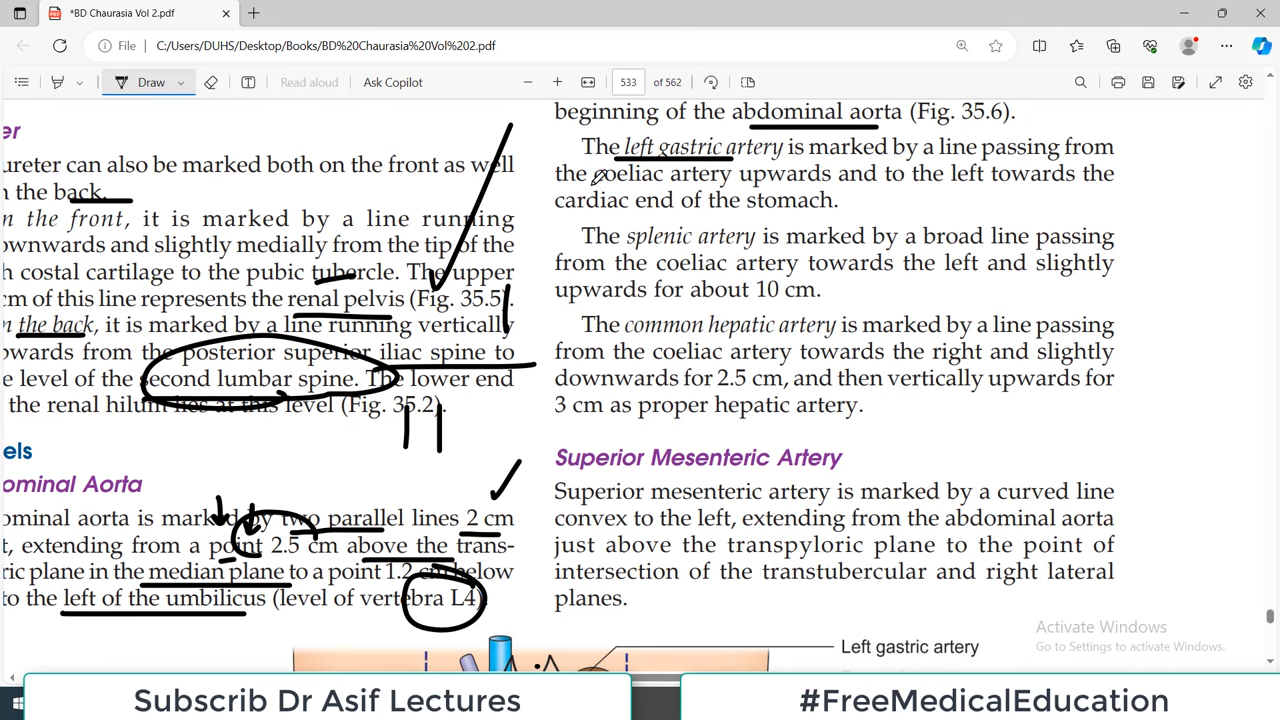 *BD Chaurasia Vol 2.pdf
File
C:/Users/DUHS/Desktop/Books/BD%20Chaurasia%20Vol%202.pdf
Draw
Read aloud
Ask Copilot
533
of 562
er
ureter can also be marked both on the front as well
n the back.
n the front, it is marked by a line running
ownwards and slightly medially from the tip of the
h costal cartilage to the pubic tubercle. The upper
cm of this line represents the renal pelvis (Fig. 35.5).
n the back, it is marked by a line running vertically
pwards from the posterior superior iliac spine to
e level of the second lumbar spine. The lower end
the renal hilum lies at this level (Fig. 35.2).
els
ominal Aorta
ominal aorta is marked by two parallel lines 2 cm
t, extending from a point 2.5 cm above the trans-
ric plane in the median plane to a point 1.2 cm below
to the left of the umbilicus (level of vertebra L4).
beginning of the abdominal aorta (Fig. 35.6).
The left gastric artery is marked by a line passing from
the coeliac artery upwards and to the left towards the
cardiac end of the stomach.
The splenic artery is marked by a broad line passing
from the coeliac artery towards the left and slightly
upwards for about 10 cm.
The common hepatic artery is marked by a line passing
from the coeliac artery towards the right and slightly
downwards for 2.5 cm, and then vertically upwards for
3 cm as proper hepatic artery.
Superior Mesenteric Artery
Superior mesenteric artery is marked by a curved line
convex to the left, extending from the abdominal aorta
just above the transpyloric plane to the point of
intersection of the transtubercular and right lateral
planes.
Left gastric artery
Activate Windows
Go to Settings to activate Windows.
Subscrib Dr Asif Lectures
#FreeMedicalEducation